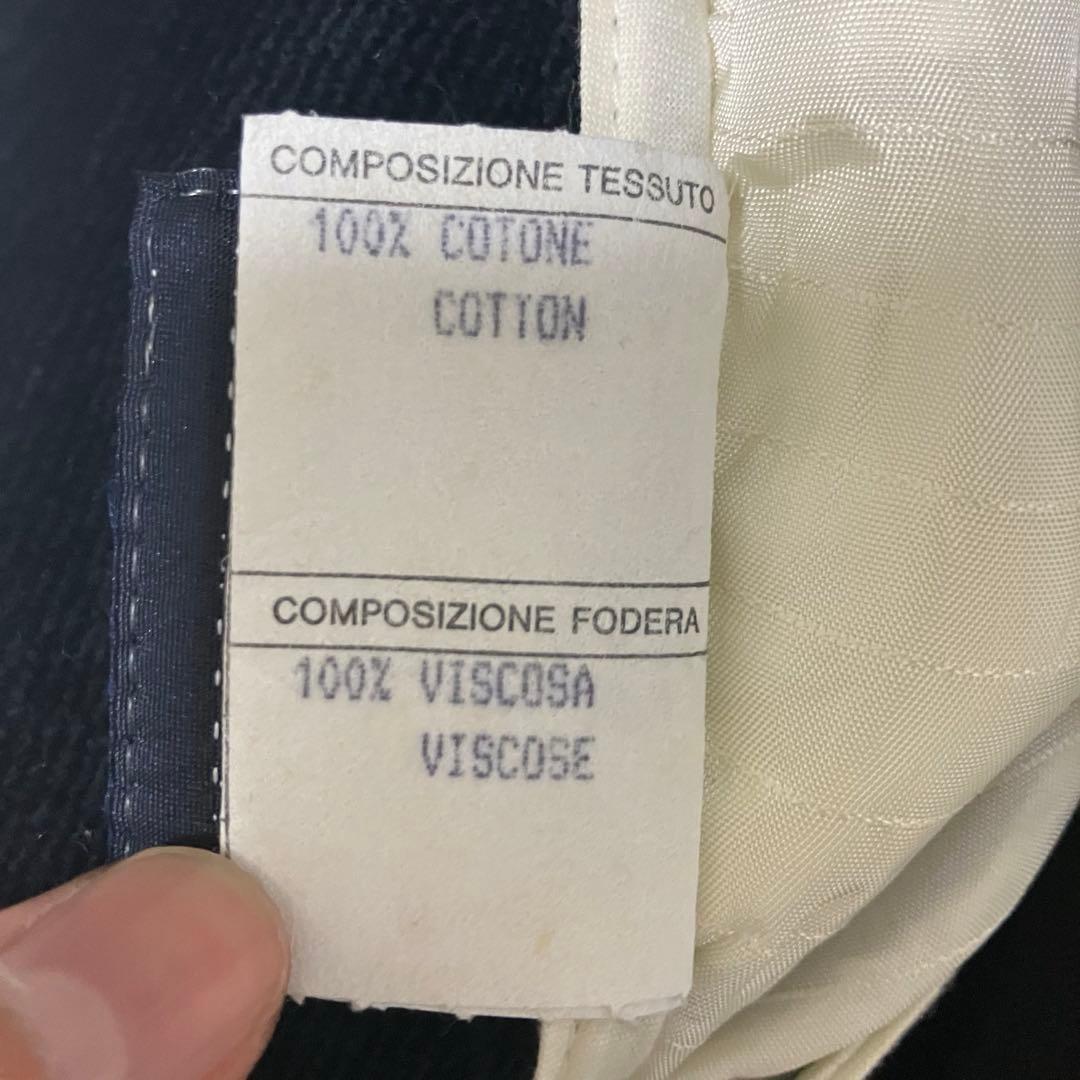 COMPOSIZIONE TESSUTO
100% COTONE
COTTON
COMPOSIZIONE FODERA
100% VISCOSA
VISCOSE